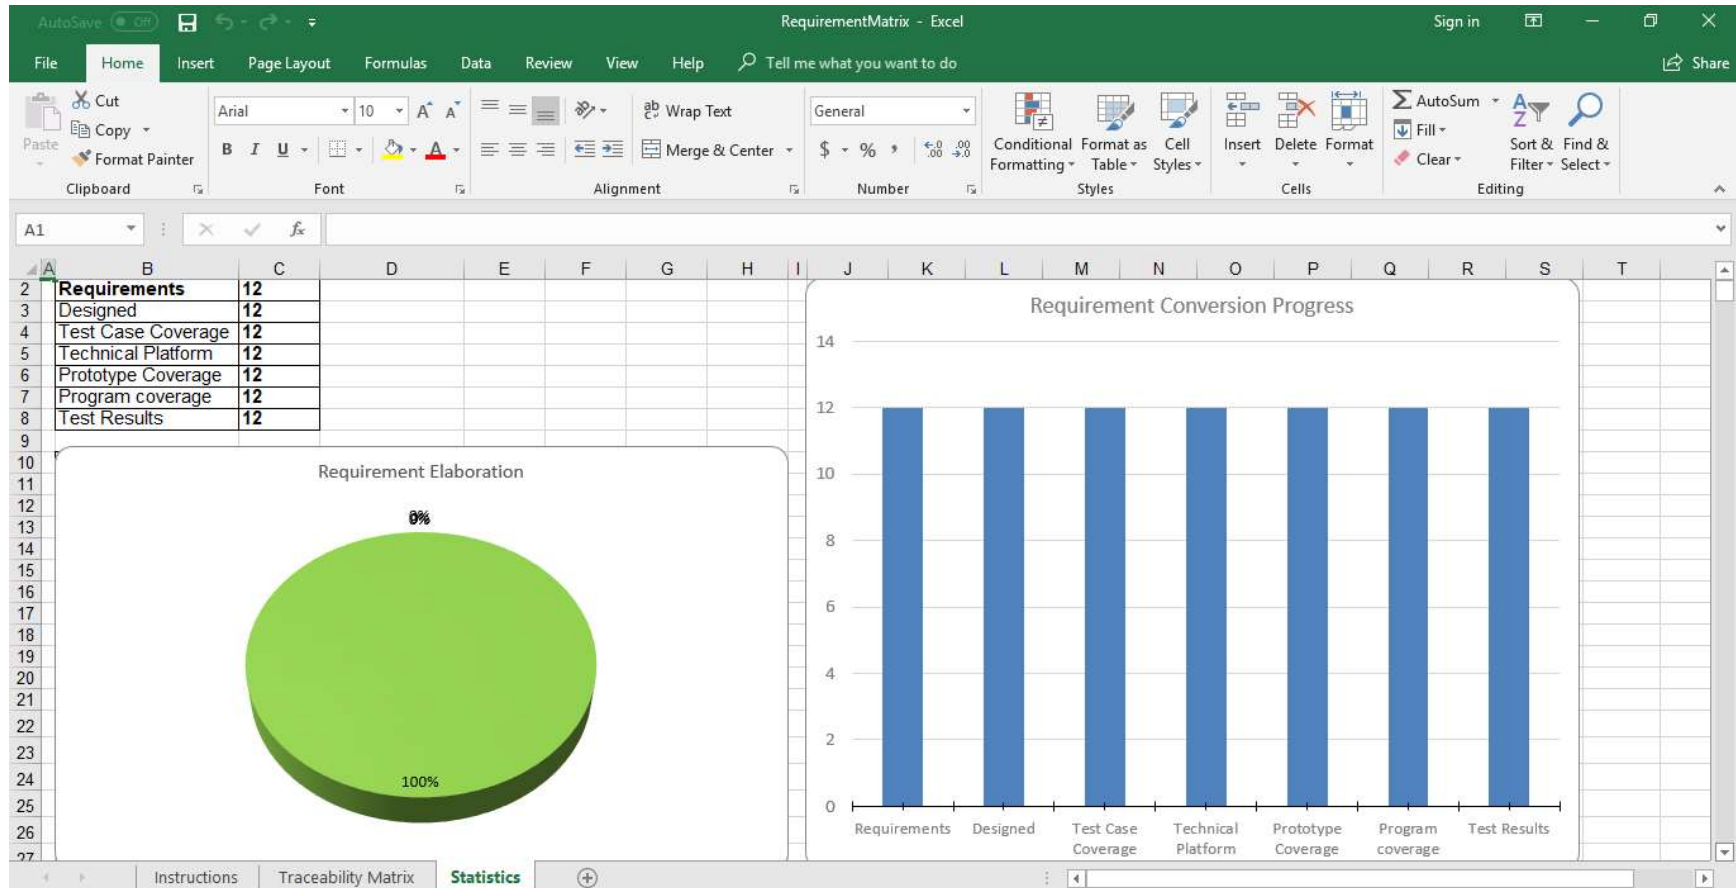 AutoSave Off RequirementMatrix - Excel Sign in
File Home Insert Page Layout Formulas Data Review View Help Tell me what you want to do Share
Paste
Cut
Copy
Format Painter
Clipboard
Arial 10 A A
B I U A
Font
ab c Wrap Text
Merge & Center
Alignment
General
$ % , .0 .00 .00 .0
Number
Conditional Formatting
Format as Table
Cell Styles
Styles
Insert Delete Format
Cells
AutoSum
Fill
Clear
A Z Sort & Filter
Find & Select
Editing
A1 fx
A B C D E F G H I J K L M N O P Q R S T
2 Requirements 12
3 Designed 12
4 Test Case Coverage 12
5 Technical Platform 12
6 Prototype Coverage 12
7 Program coverage 12
8 Test Results 12
9
10
11
12
13
14
15
16
17
18
19
20
21
22
23
24
25
26
27
Requirement Elaboration
0%
100%
Requirement Conversion Progress
14
12
10
8
6
4
2
0
Requirements Designed Test Case Coverage Technical Platform Prototype Coverage Program coverage Test Results
Instructions Traceability Matrix Statistics